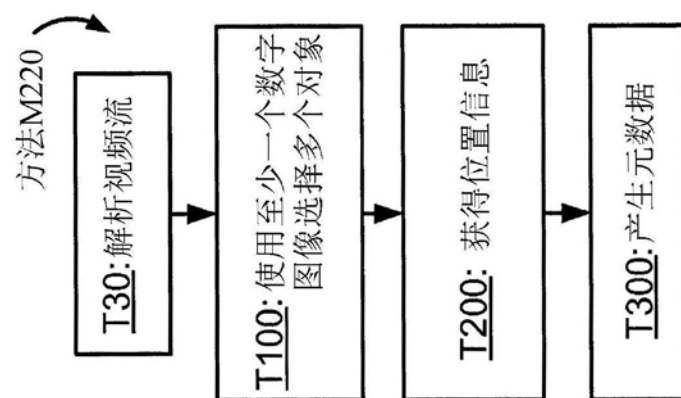 方法M220
T30:解析视频流
T100:使用至少一个数字
图像选择多个对象
T200: 获得位置信息
T300:产生元数据